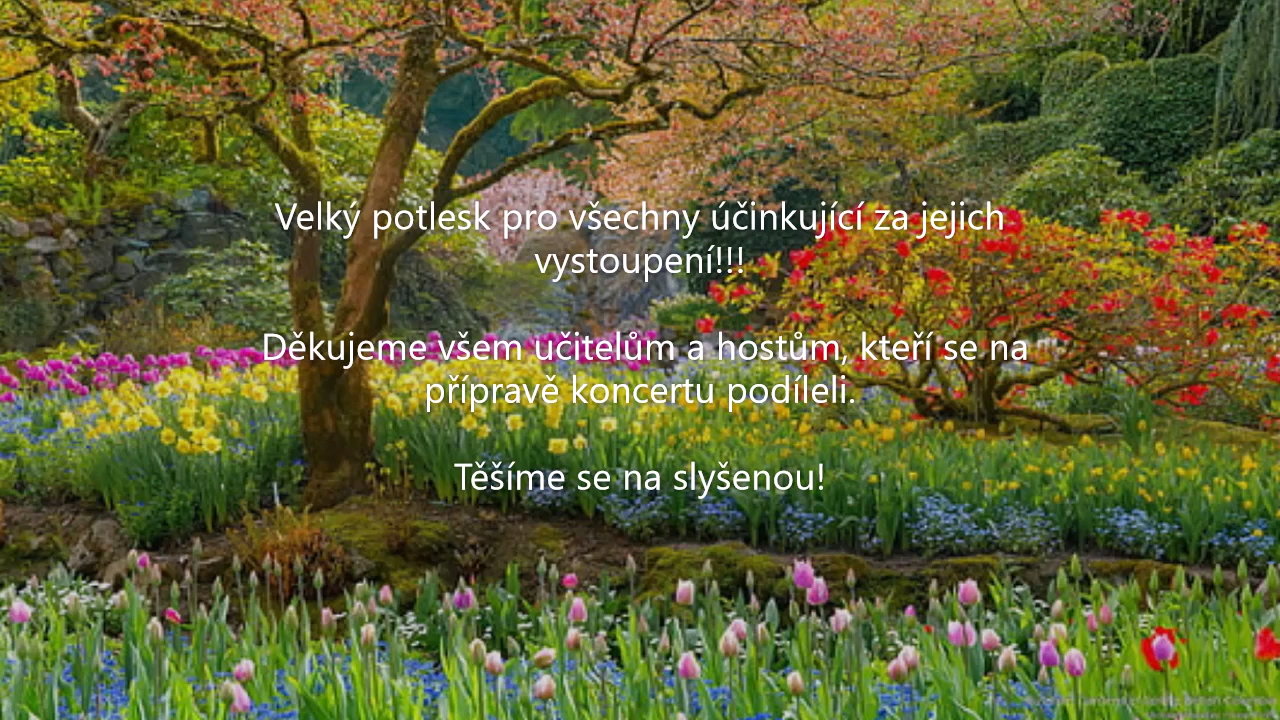 Velký potlesk pro všechny účinkující za jejich
vystoupení!!!
Děkujeme všem učitelům a hostům, kteří se na
přípravě koncertu podíleli.
Těšíme se na slyšenou!